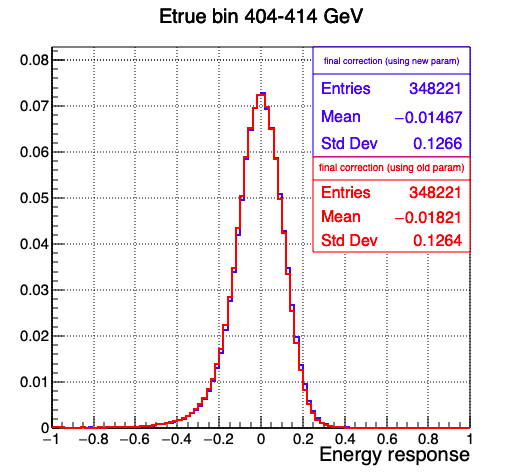 Etrue bin 404-414 GeV
final correction (using new param)
Entries 348221
Mean −0.01467
Std Dev 0.1266
final correction (using old param)
Entries 348221
Mean −0.01821
Std Dev 0.1264
0.08
0.07
0.06
0.05
0.04
0.03
0.02
0.01
0
−1 −0.8 −0.6 −0.4 −0.2 0 0.2 0.4 0.6 0.8 1
Energy response